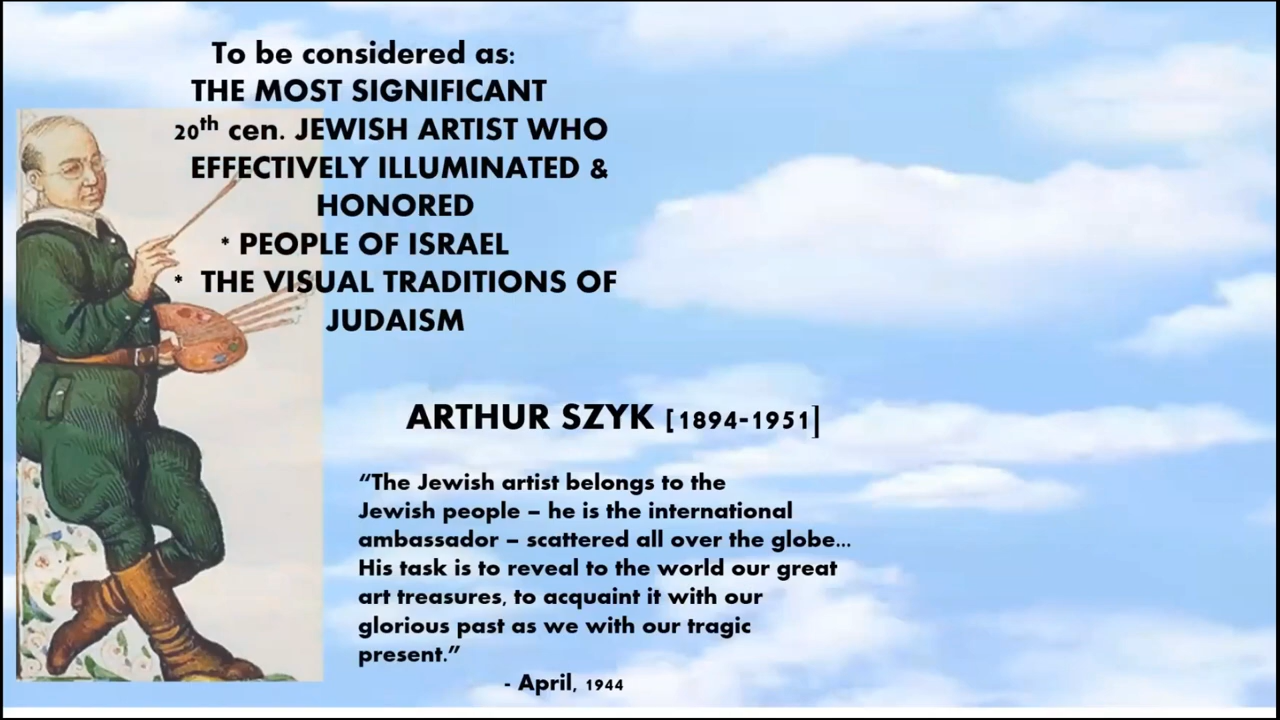 To be considered as:
THE MOST SIGNIFICANT
20th cen. JEWISH ARTIST WHO
EFFECTIVELY ILLUMINATED &
HONORED
* PEOPLE OF ISRAEL
* THE VISUAL TRADITIONS OF
JUDAISM
ARTHUR SZYK [1894-1951]
“The Jewish artist belongs to the
Jewish people – he is the international
ambassador – scattered all over the globe...
His task is to reveal to the world our great
art treasures, to acquaint it with our
glorious past as we with our tragic
present.”
- April, 1944